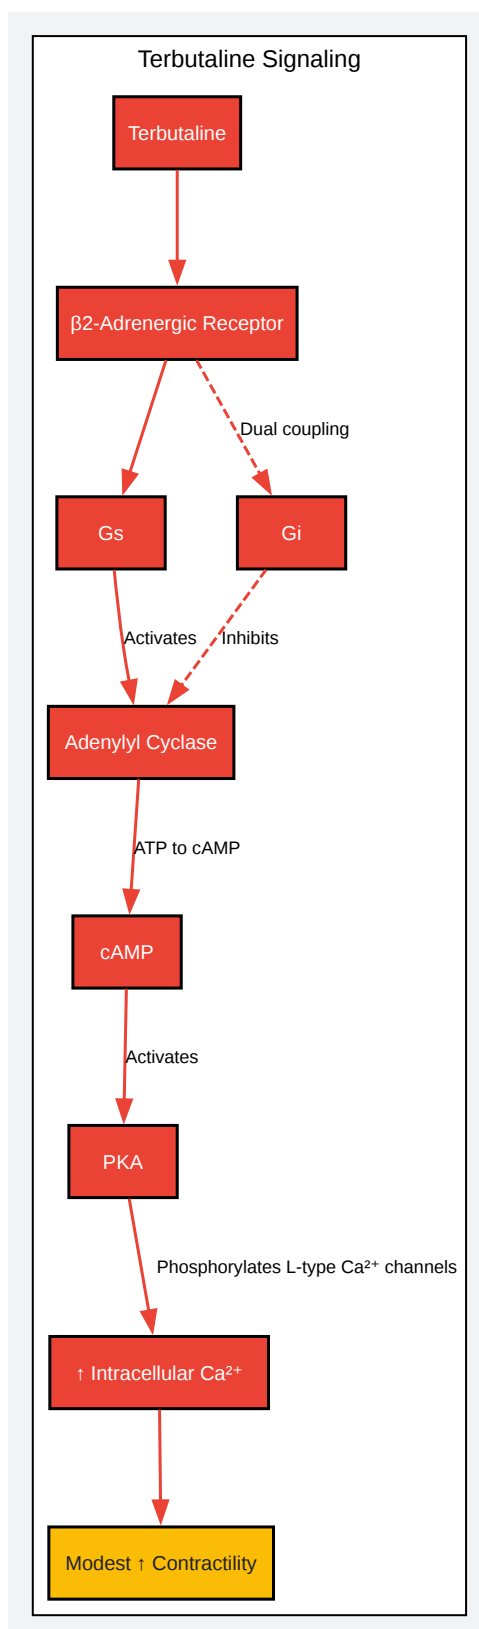 Terbutaline Signaling
Terbutaline
β2-Adrenergic Receptor
Dual coupling
Gs
Gi
Activates
Inhibits
Adenylyl Cyclase
ATP to cAMP
cAMP
Activates
PKA
Phosphorylates L-type Ca²⁺ channels
↑ Intracellular Ca²⁺
Modest ↑ Contractility